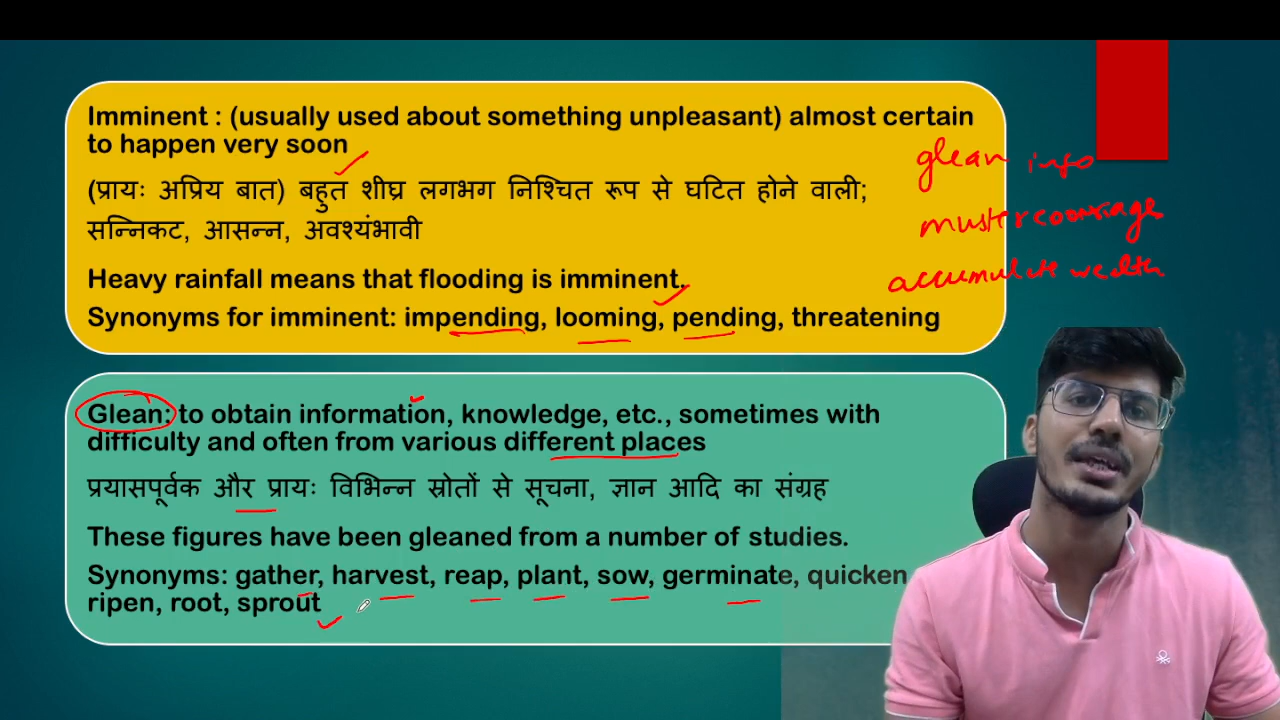 Imminent : (usually used about something unpleasant) almost certain
to happen very soon
(प्रायः अप्रिय बात) बहुत शीघ्र लगभग निश्चित रूप से घटित होने वाली;
सन्निकट, आसन्न, अवश्यंभावी
Heavy rainfall means that flooding is imminent.
Synonyms for imminent: impending, looming, pending, threatening
glean info
muster courage
accumulate wealth
Glean: to obtain information, knowledge, etc., sometimes with
difficulty and often from various different places
प्रयासपूर्वक और प्रायः विभिन्न स्रोतों से सूचना, ज्ञान आदि का संग्रह
These figures have been gleaned from a number of studies.
Synonyms: gather, harvest, reap, plant, sow, germinate, quicken
ripen, root, sprout